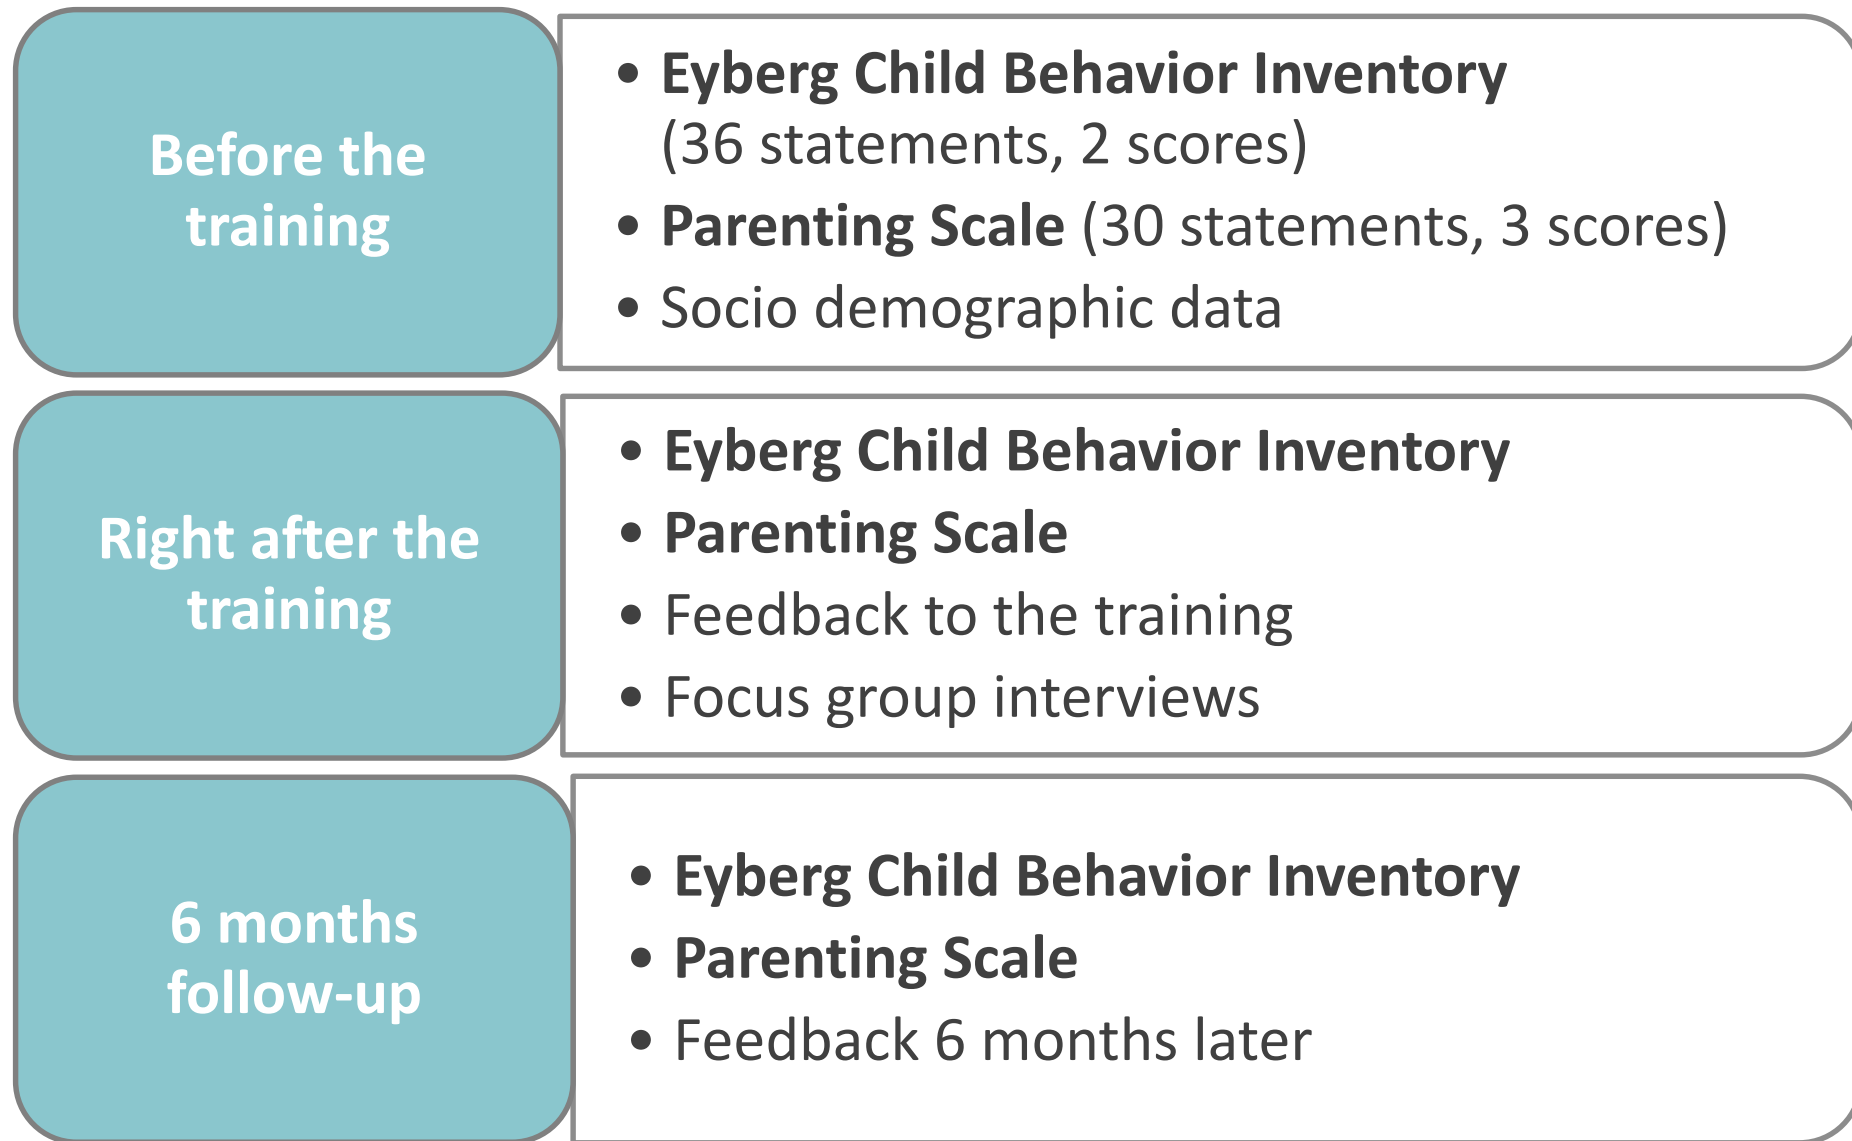 Before the
training
• Eyberg Child Behavior Inventory
(36 statements, 2 scores)
• Parenting Scale (30 statements, 3 scores)
• Socio demographic data
Right after the
training
• Eyberg Child Behavior Inventory
• Parenting Scale
• Feedback to the training
• Focus group interviews
6 months
follow-up
• Eyberg Child Behavior Inventory
• Parenting Scale
• Feedback 6 months later